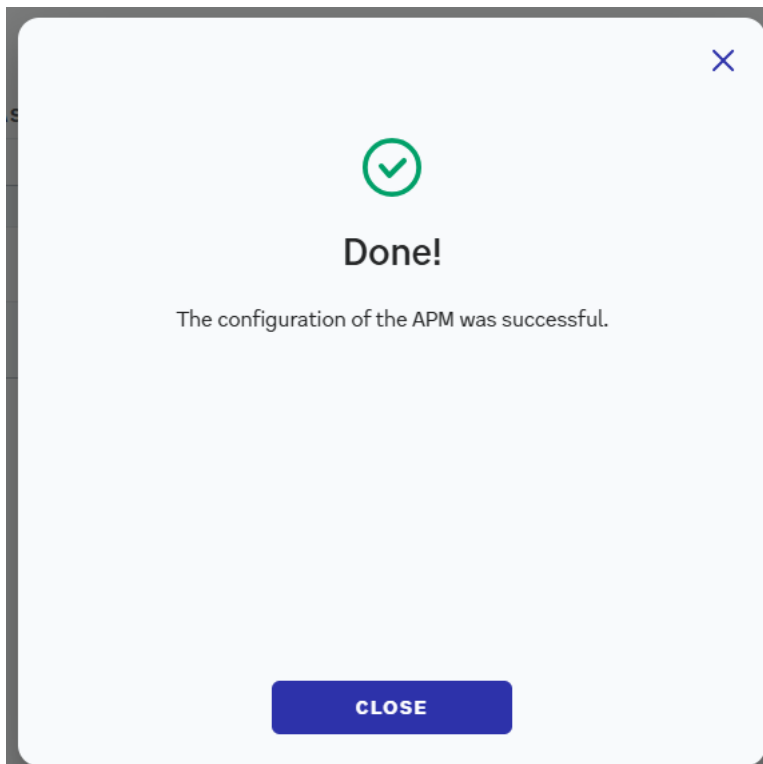 Done!
The configuration of the APM was successful.
CLOSE